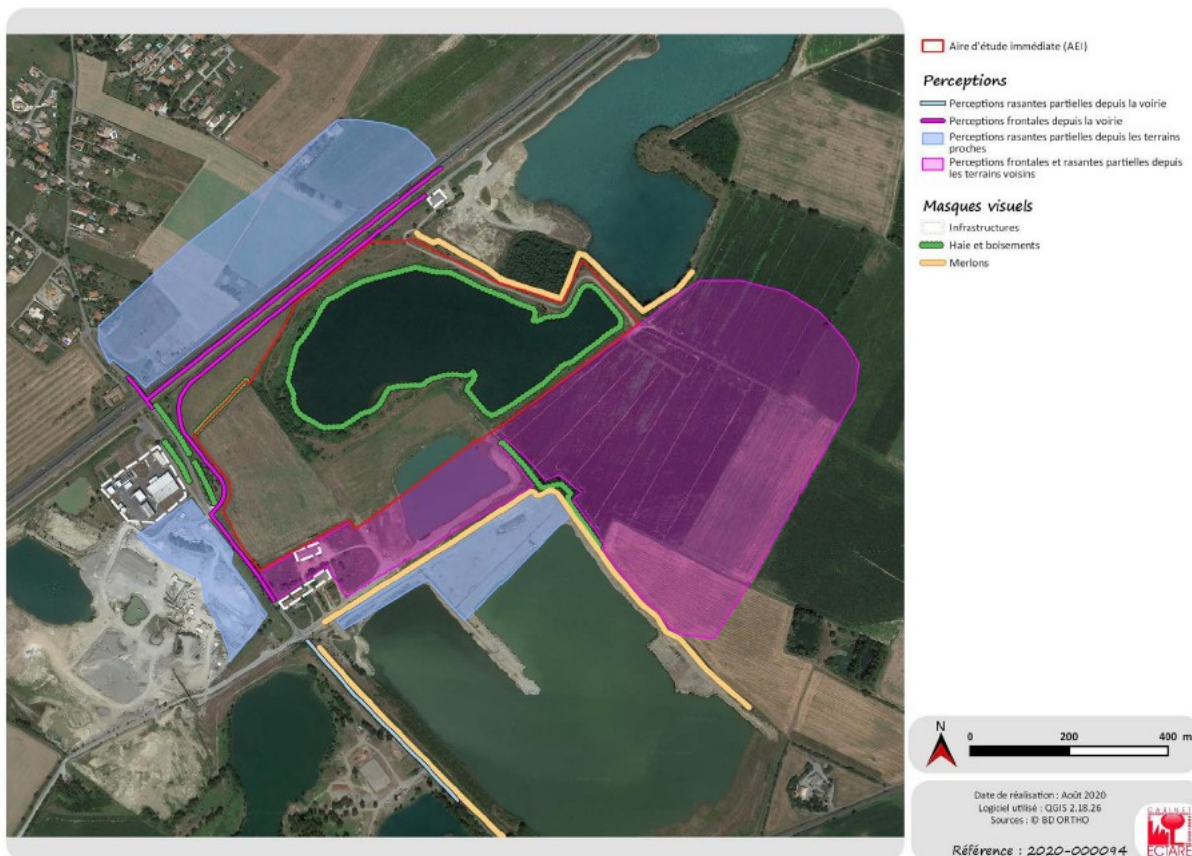 Aire d'étude immédiate (AEI)
Perceptions
Perceptions rasantes partielles depuis la voirie
Perceptions frontales depuis la voirie
Perceptions rasantes partielles depuis les terrains
proches
Perceptions frontales et rasantes partielles depuis
les terrains voisins
Masques visuels
Infrastructures
Haie et boisements
Merlons
N
0 200 400 m
Date de réalisation : Août 2020
Logiciel utilisé : QGIS 2.18.26
Sources : © BD ORTHO
Référence : 2020-000094
CABINET
ECTARE